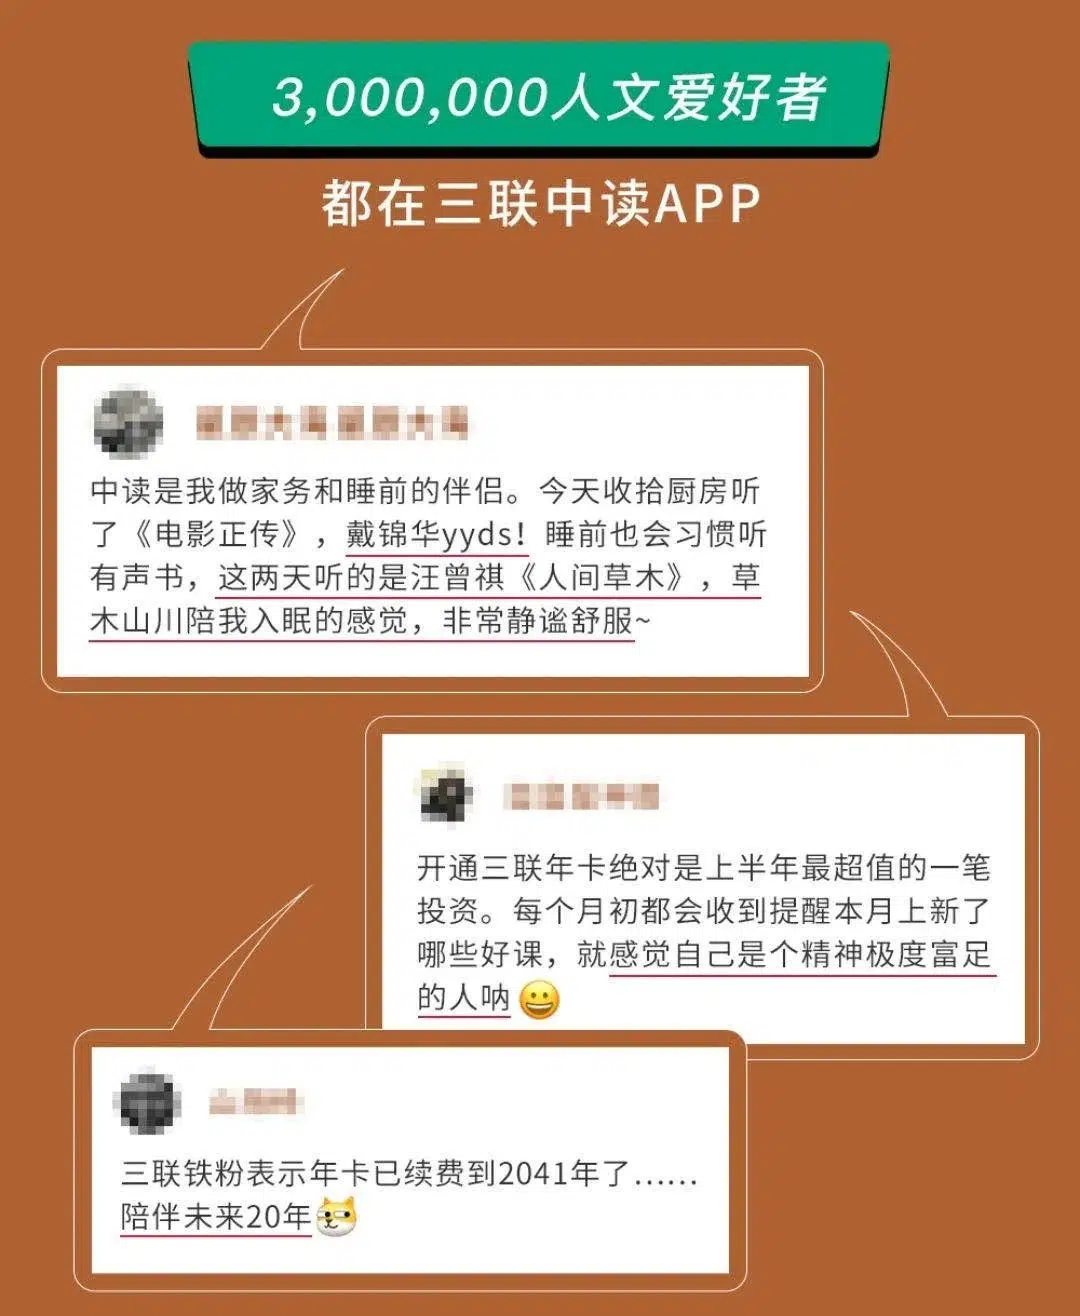 3,000,000人文爱好者
都在三联中读APP
中读是我做家务和睡前的伴侣。今天收拾厨房听
了《电影正传》，戴锦华yyds！睡前也会习惯听
有声书，这两天听的是汪曾祺《人间草木》，草
木山川陪我入眠的感觉，非常静谧舒服~
开通三联年卡绝对是上半年最超值的一笔
投资。每个月初都会收到提醒本月上新了
哪些好课，就感觉自己是个精神极度富足
的人呐
三联铁粉表示年卡已续费到2041年了……
陪伴未来20年